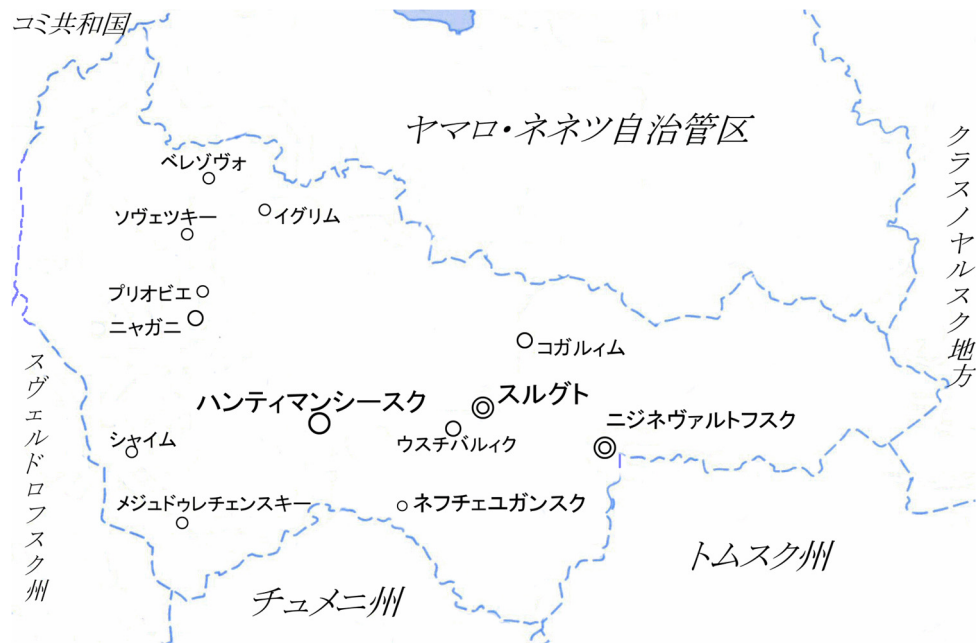 コミ共和国
ヤマロ・ネネツ自治管区
クラスノヤルスク地方
ベレゾヴォ
イグリム
ソヴェツキー
プリオビエ
ニャガニ
コガルィム
スヴェルドロフスク州
ハンティマンシースク
スルグト
ニジネヴァルトフスク
シャイム
ウスチバルィク
メジュドゥレチェンスキー
ネフチェユガンスク
トムスク州
チュメニ州